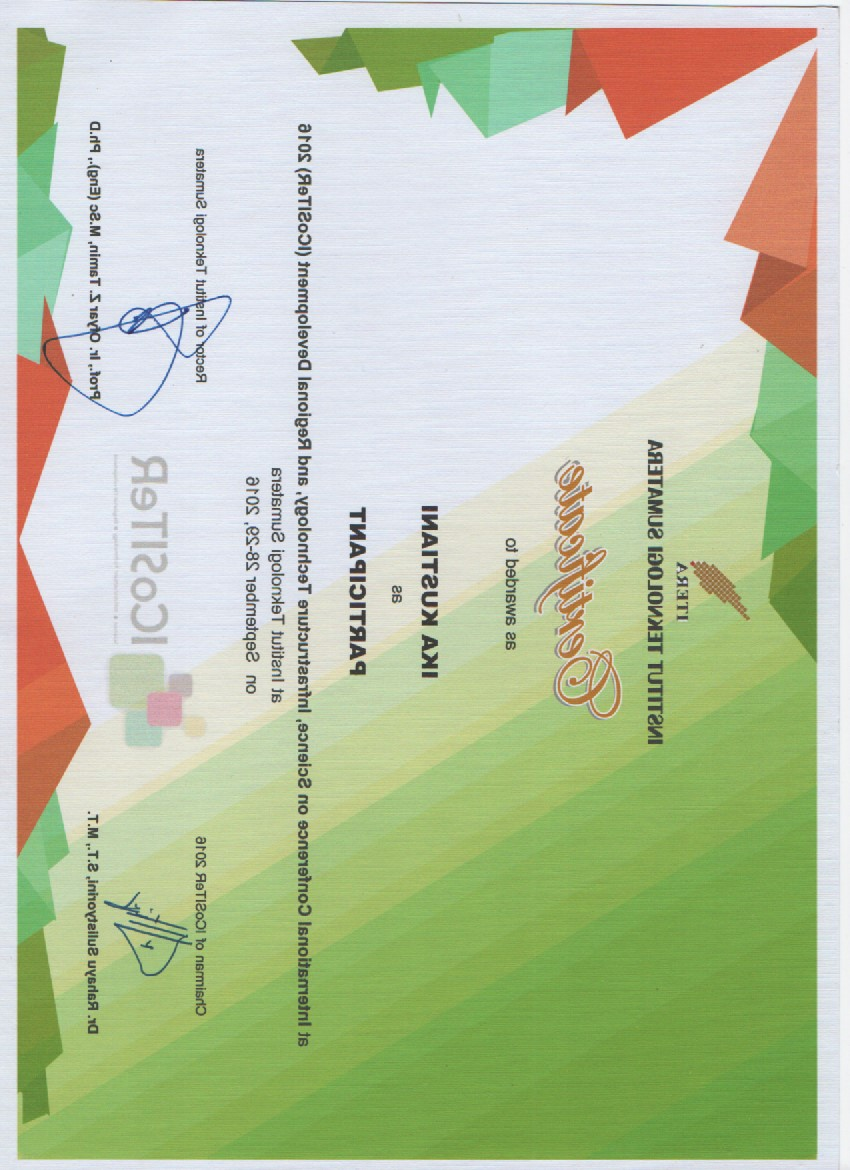 ITERA
INSTITUT TEKNOLOGI SUMATERA
Certificate
as awarded to
IKA KUSTIANI
as
PARTICIPANT
at International Conference on Science, Infrastructure Technology, and Regional Development (ICoSITeR) 2016
at Institut Teknologi Sumatera
on September 28-29, 2016
Chairman of ICoSITeR 2016
Dr. Rahayu Sulistyorini, S.T., M.T.
ICoSITeR
Rector of Institut Teknologi Sumatera
Prof., Ir. Ofyar Z Tamin, M.Sc (Eng)., Ph.D